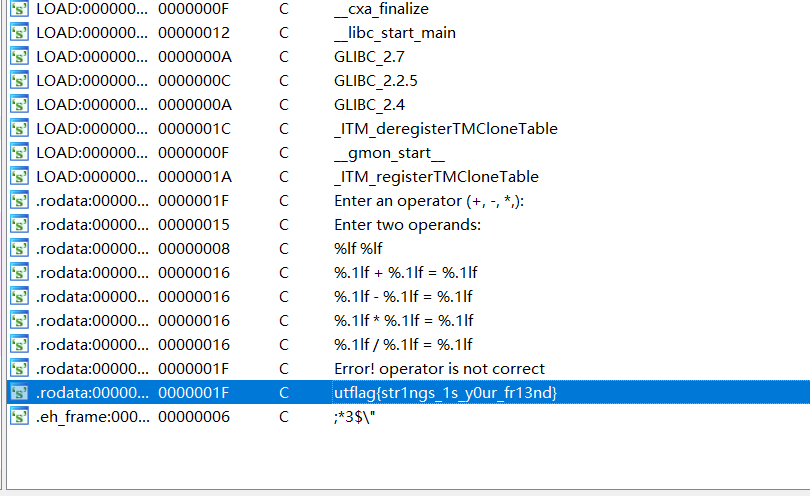 LOAD:000000... 0000000F C __cxa_finalize
LOAD:000000... 00000012 C __libc_start_main
LOAD:000000... 0000000A C GLIBC_2.7
LOAD:000000... 0000000C C GLIBC_2.2.5
LOAD:000000... 0000000A C GLIBC_2.4
LOAD:000000... 0000001C C _ITM_deregisterTMCloneTable
LOAD:000000... 0000000F C __gmon_start__
LOAD:000000... 0000001A C _ITM_registerTMCloneTable
.rodata:00000... 0000001F C Enter an operator (+, -, *,):
.rodata:00000... 00000015 C Enter two operands:
.rodata:00000... 00000008 C %lf %lf
.rodata:00000... 00000016 C %.1lf + %.1lf = %.1lf
.rodata:00000... 00000016 C %.1lf - %.1lf = %.1lf
.rodata:00000... 00000016 C %.1lf * %.1lf = %.1lf
.rodata:00000... 00000016 C %.1lf / %.1lf = %.1lf
.rodata:00000... 0000001F C Error! operator is not correct
.rodata:00000... 0000001F C utflag{str1ngs_1s_y0ur_fr13nd}
.eh_frame:000... 00000006 C ;*3$\"